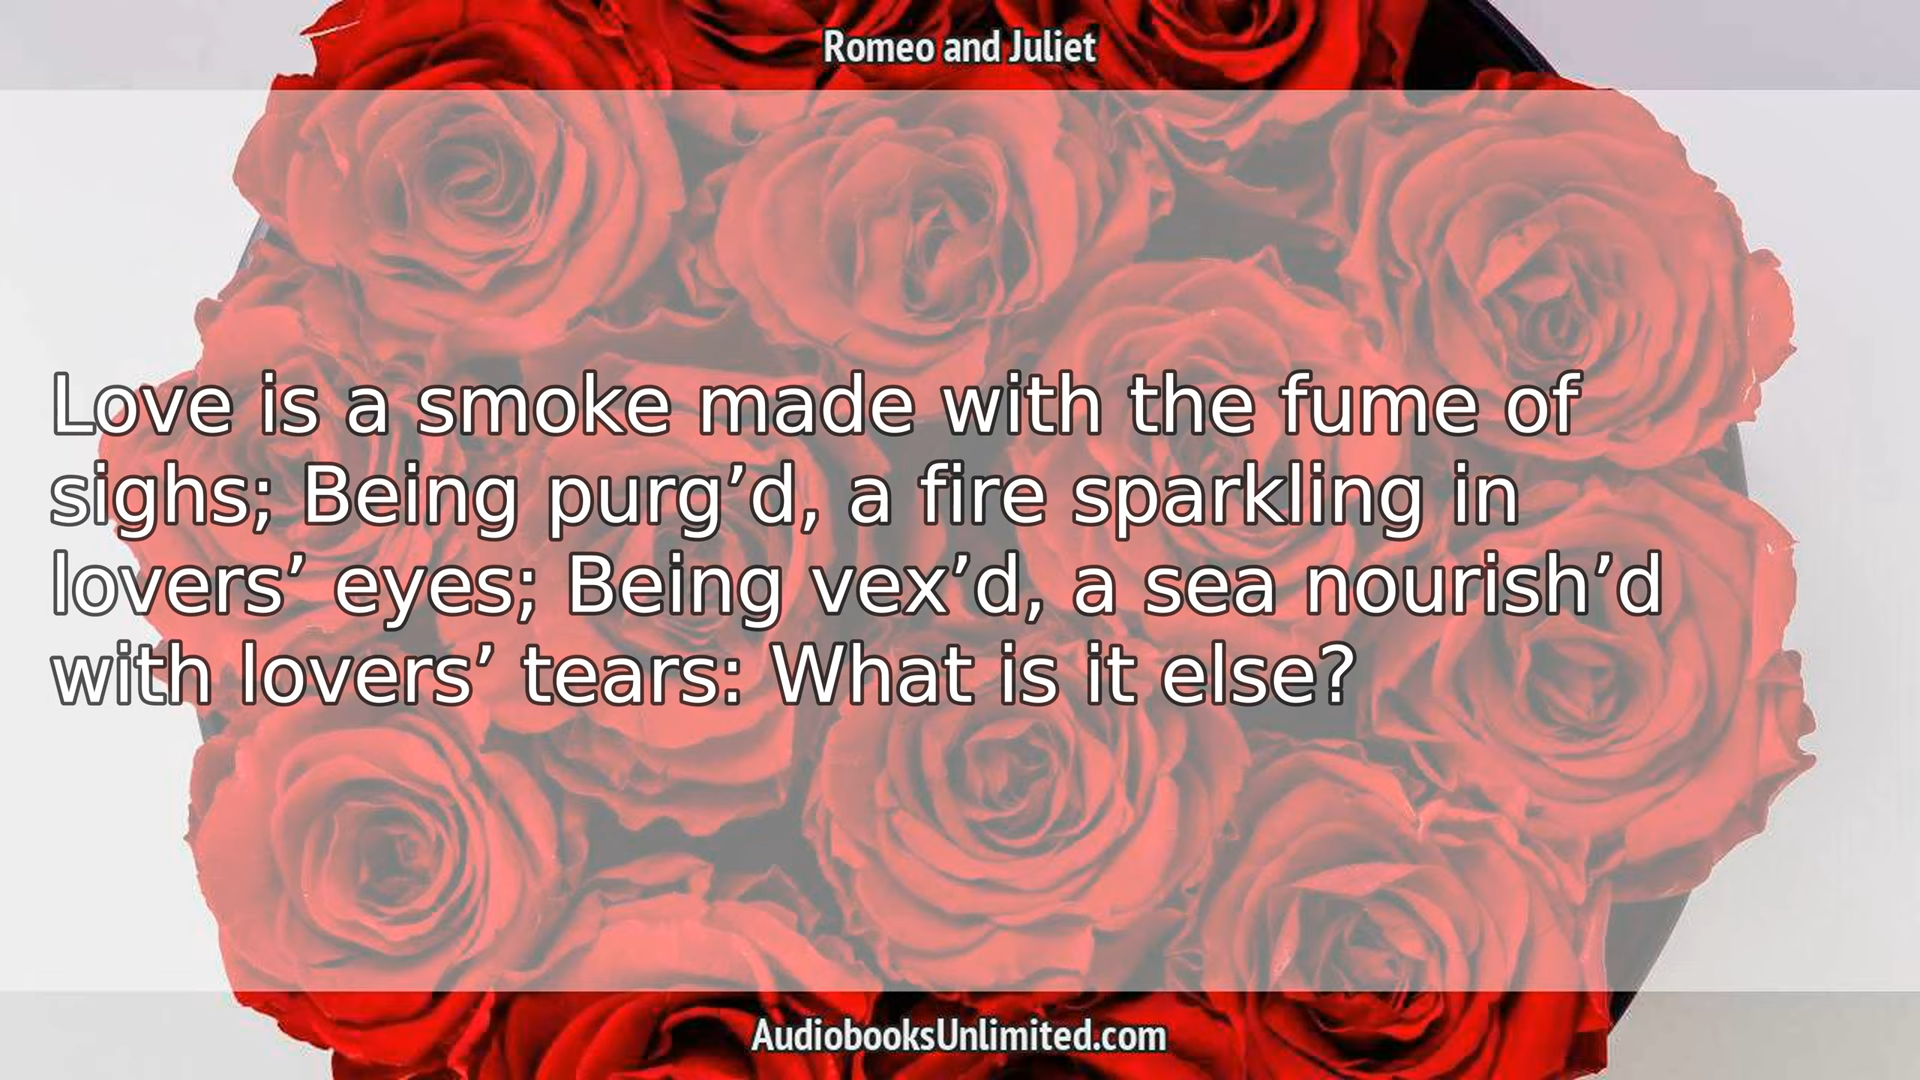 Romeo and Juliet
Love is a smoke made with the fume of
sighs; Being purg’d, a fire sparkling in
lovers’ eyes; Being vex’d, a sea nourish’d
with lovers’ tears: What is it else?
AudiobooksUnlimited.com